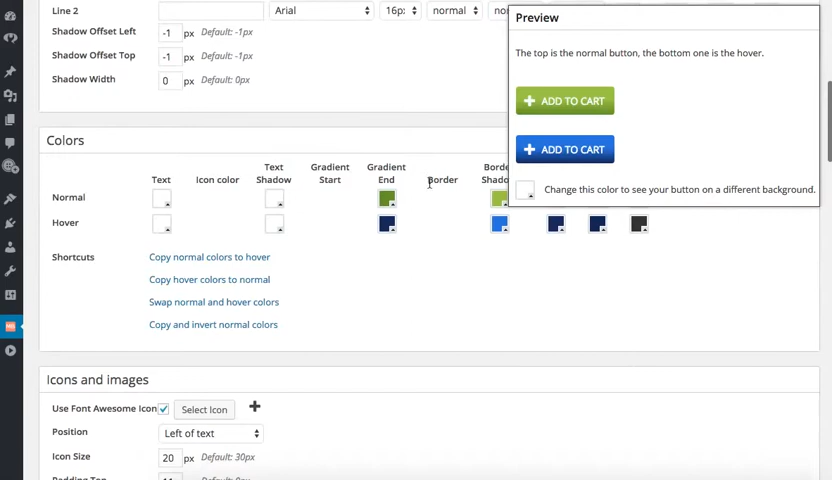 Line 2 Arial 16px normal
Shadow Offset Left -1 px Default: -1px
Shadow Offset Top -1 px Default: -1px
Shadow Width 0 px Default: 0px
Preview
The top is the normal button, the bottom one is the hover.
ADD TO CART
ADD TO CART
Change this color to see your button on a different background.
Colors
Text Icon color Text Shadow Gradient Start Gradient End Border
Normal
Hover
Shortcuts
Copy normal colors to hover
Copy hover colors to normal
Swap normal and hover colors
Copy and invert normal colors
Icons and images
Use Font Awesome Icon Select Icon
Position Left of text
Icon Size 20 px Default: 30px